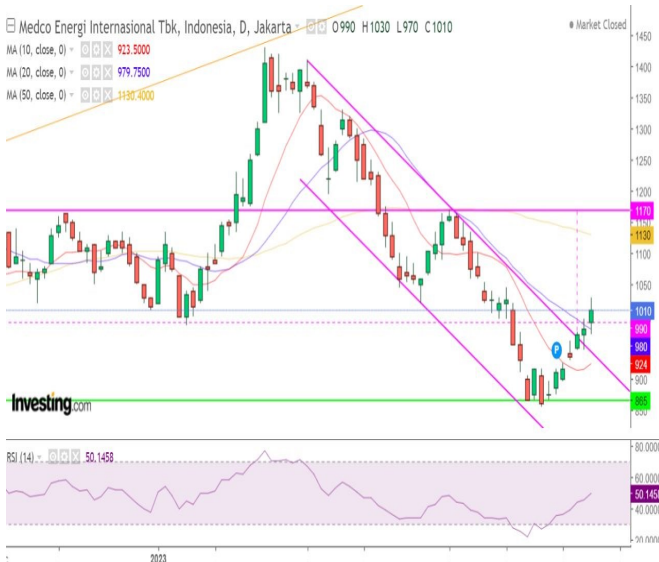 Medco Energi Internasional Tbk, Indonesia, D, Jakarta O990 H1030 L970 C1010
Market Closed
MA (10, close, 0) 923.5000
MA (20, close, 0) 979.7500
MA (50, close, 0) 1130.4000
1450
1400
1350
1300
1250
1200
1170
1150
1130
1100
1050
1010
990
980
924
900
865
850
P
Investing.com
RSI (14) 50.1458
80.0000
50.1458
40.0000
20.0000
2023